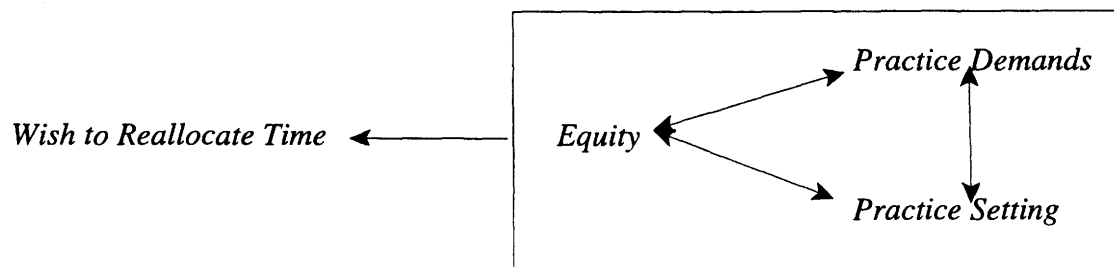 Practice Demands
Wish to Reallocate Time
Equity
Practice Setting